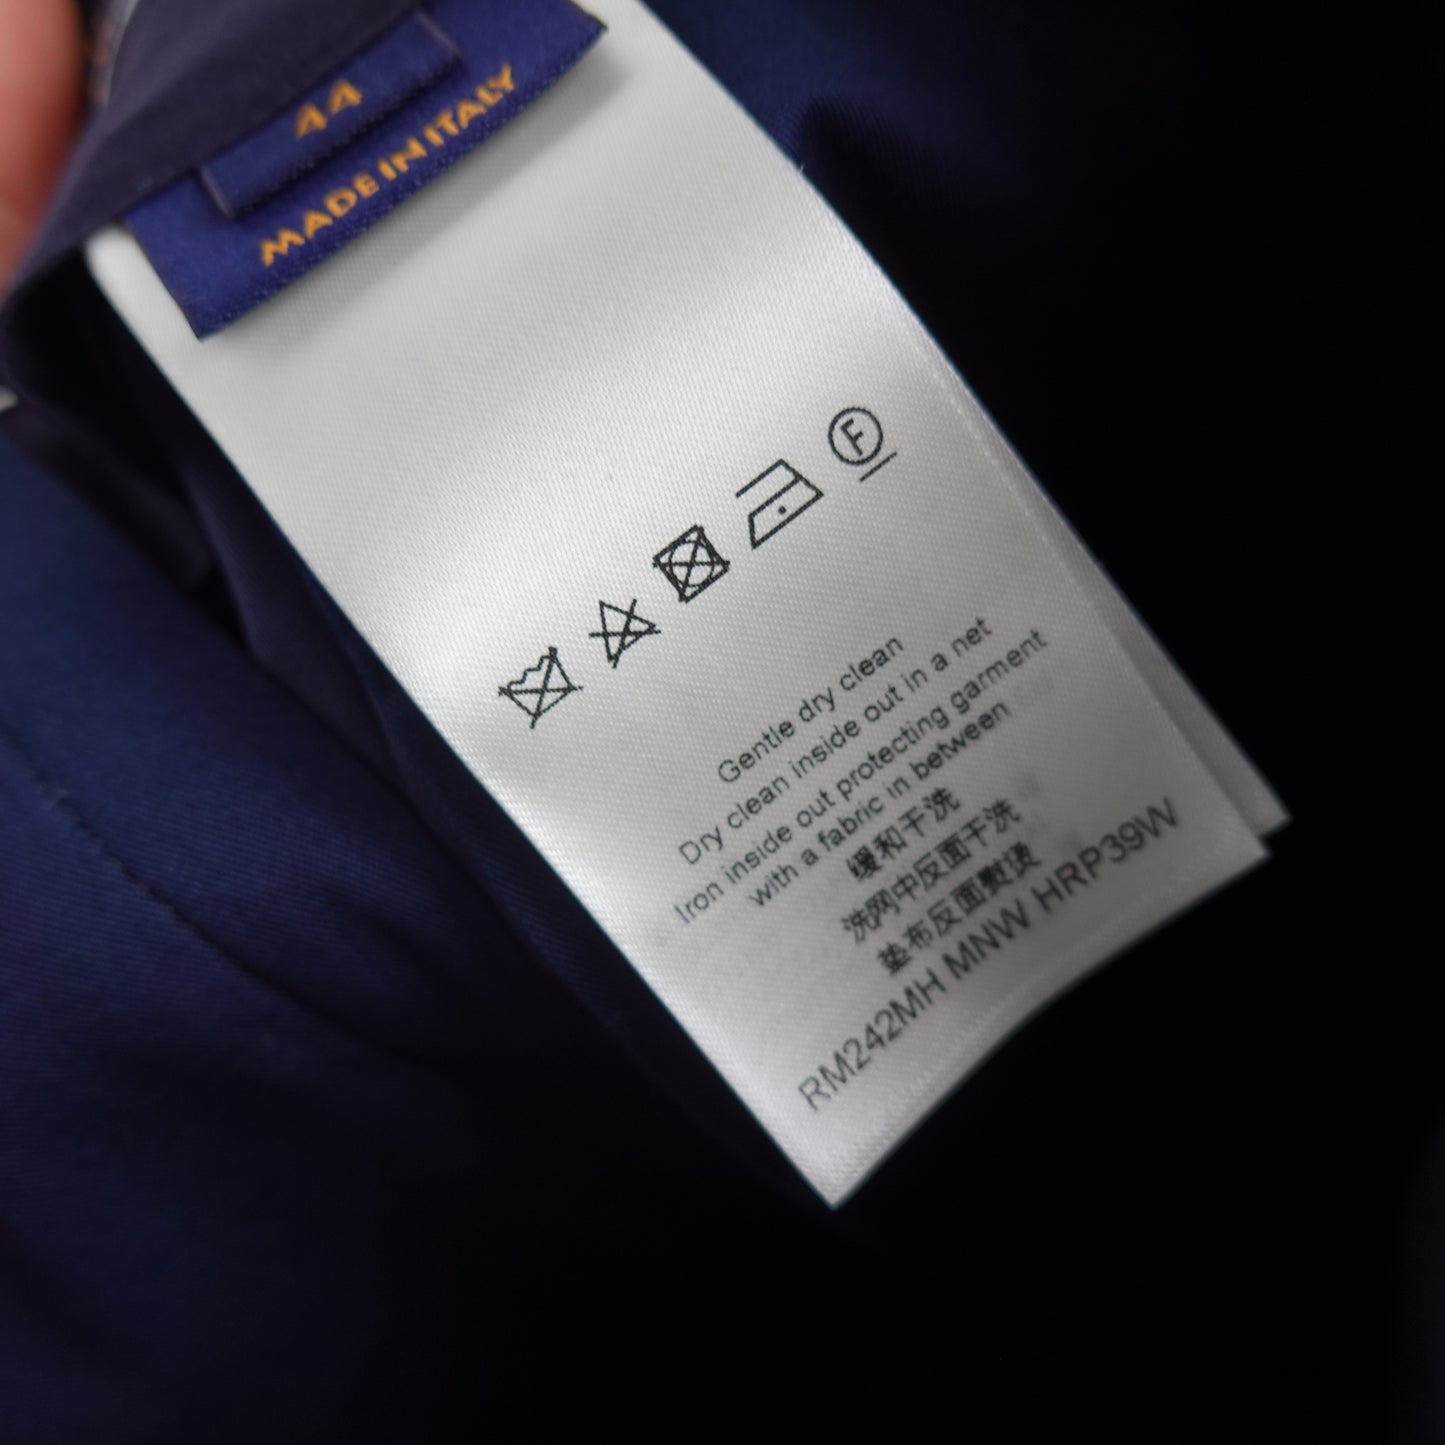 44
MADE IN ITALY
F
Gentle dry clean
Dry clean inside out in a net
Iron inside out protecting garment
with a fabric in between
缓和干洗
洗网中反面干洗
垫布反面熨烫
RM242MH MNW HRP39W